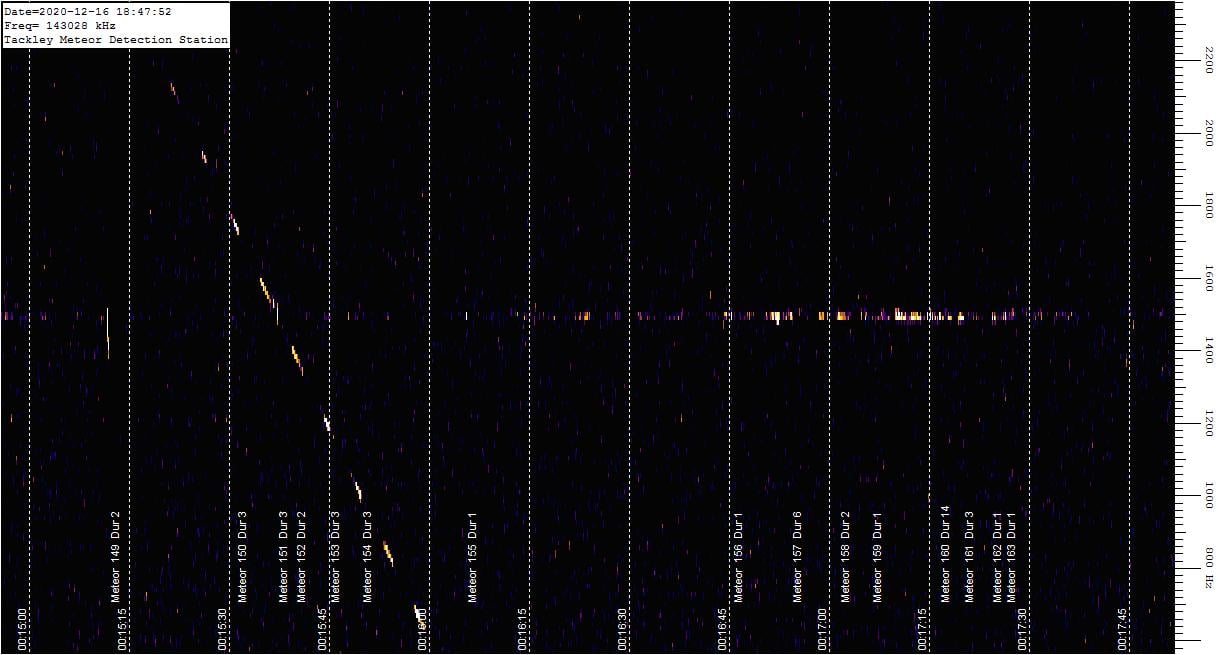 Date=2020-12-16 18:47:52
Freq= 143028 kHz
Tackley Meteor Detection Station
2200
2000
1800
1600
1400
1200
1000
800 Hz
Meteor 149 Dur 2
Meteor 150 Dur 3
Meteor 151 Dur 3
Meteor 152 Dur 2
Meteor 153 Dur 3
Meteor 154 Dur 3
Meteor 155 Dur 1
Meteor 156 Dur 1
Meteor 157 Dur 6
Meteor 158 Dur 2
Meteor 159 Dur 1
Meteor 160 Dur 14
Meteor 161 Dur 3
Meteor 162 Dur 1
Meteor 163 Dur 1
00:15:00
00:15:15
00:15:30
00:15:45
00:16:00
00:16:15
00:16:30
00:16:45
00:17:00
00:17:15
00:17:30
00:17:45